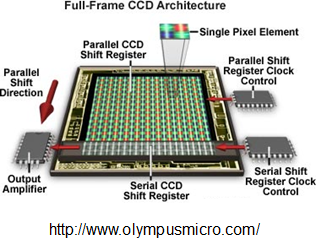 Full-Frame CCD Architecture
Single Pixel Element
Parallel CCD
Shift Register
Parallel
Shift
Direction
Parallel Shift
Register Clock
Control
Output
Amplifier
Serial CCD
Shift Register
Serial Shift
Register Clock
Control
http://www.olympusmicro.com/